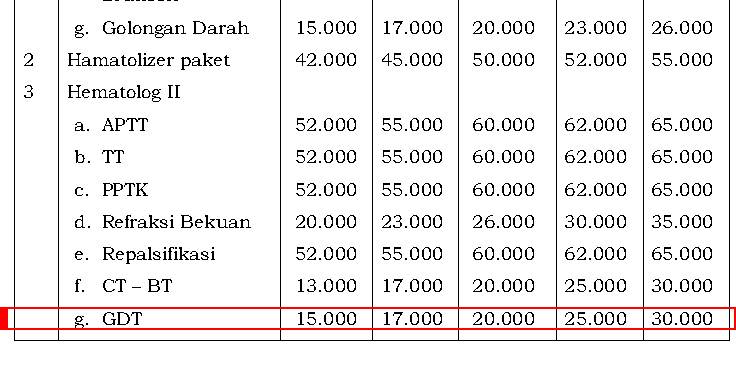 g. Golongan Darah 15.000 17.000 20.000 23.000 26.000
2 Hamatolizer paket 42.000 45.000 50.000 52.000 55.000
3 Hematolog II
a. APTT 52.000 55.000 60.000 62.000 65.000
b. TT 52.000 55.000 60.000 62.000 65.000
c. PPTK 52.000 55.000 60.000 62.000 65.000
d. Refraksi Bekuan 20.000 23.000 26.000 30.000 35.000
e. Repalsifikasi 52.000 55.000 60.000 62.000 65.000
f. CT – BT 13.000 17.000 20.000 25.000 30.000
g. GDT 15.000 17.000 20.000 25.000 30.000